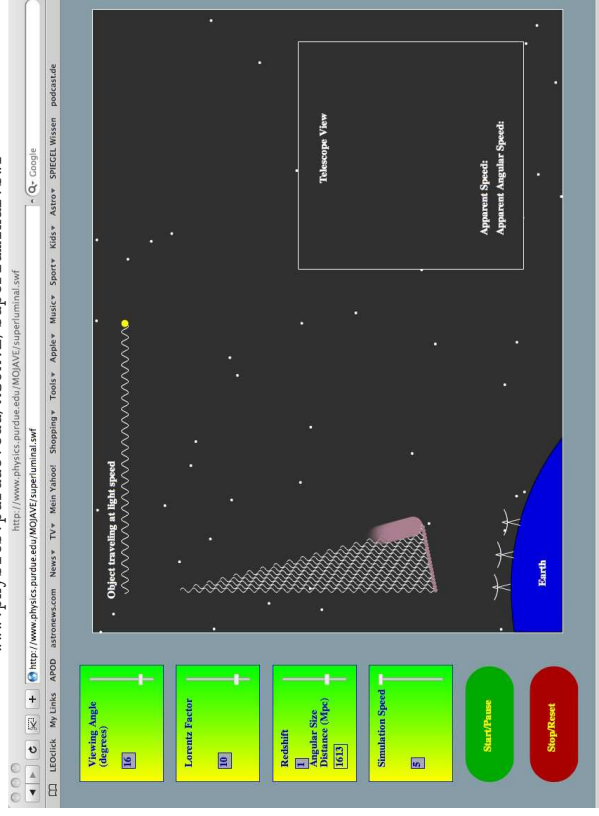 http://www.physics.purdue.edu/MOJAVE/superluminal.swf
http://www.physics.purdue.edu/MOJAVE/superluminal.swf
Google
LEOclick My Links APOD astronews.com News TV Mein Yahoo! Shopping Tools Apple Music Sport Kids Astro SPIEGEL Wissen podcast.de
Viewing Angle
(degrees)
16
Lorentz Factor
10
Redshift
1
Angular Size
Distance (Mpc)
1613
Simulation Speed
5
Start/Pause
Stop/Reset
Object traveling at light speed
Telescope View
Apparent Speed:
Apparent Angular Speed:
Earth